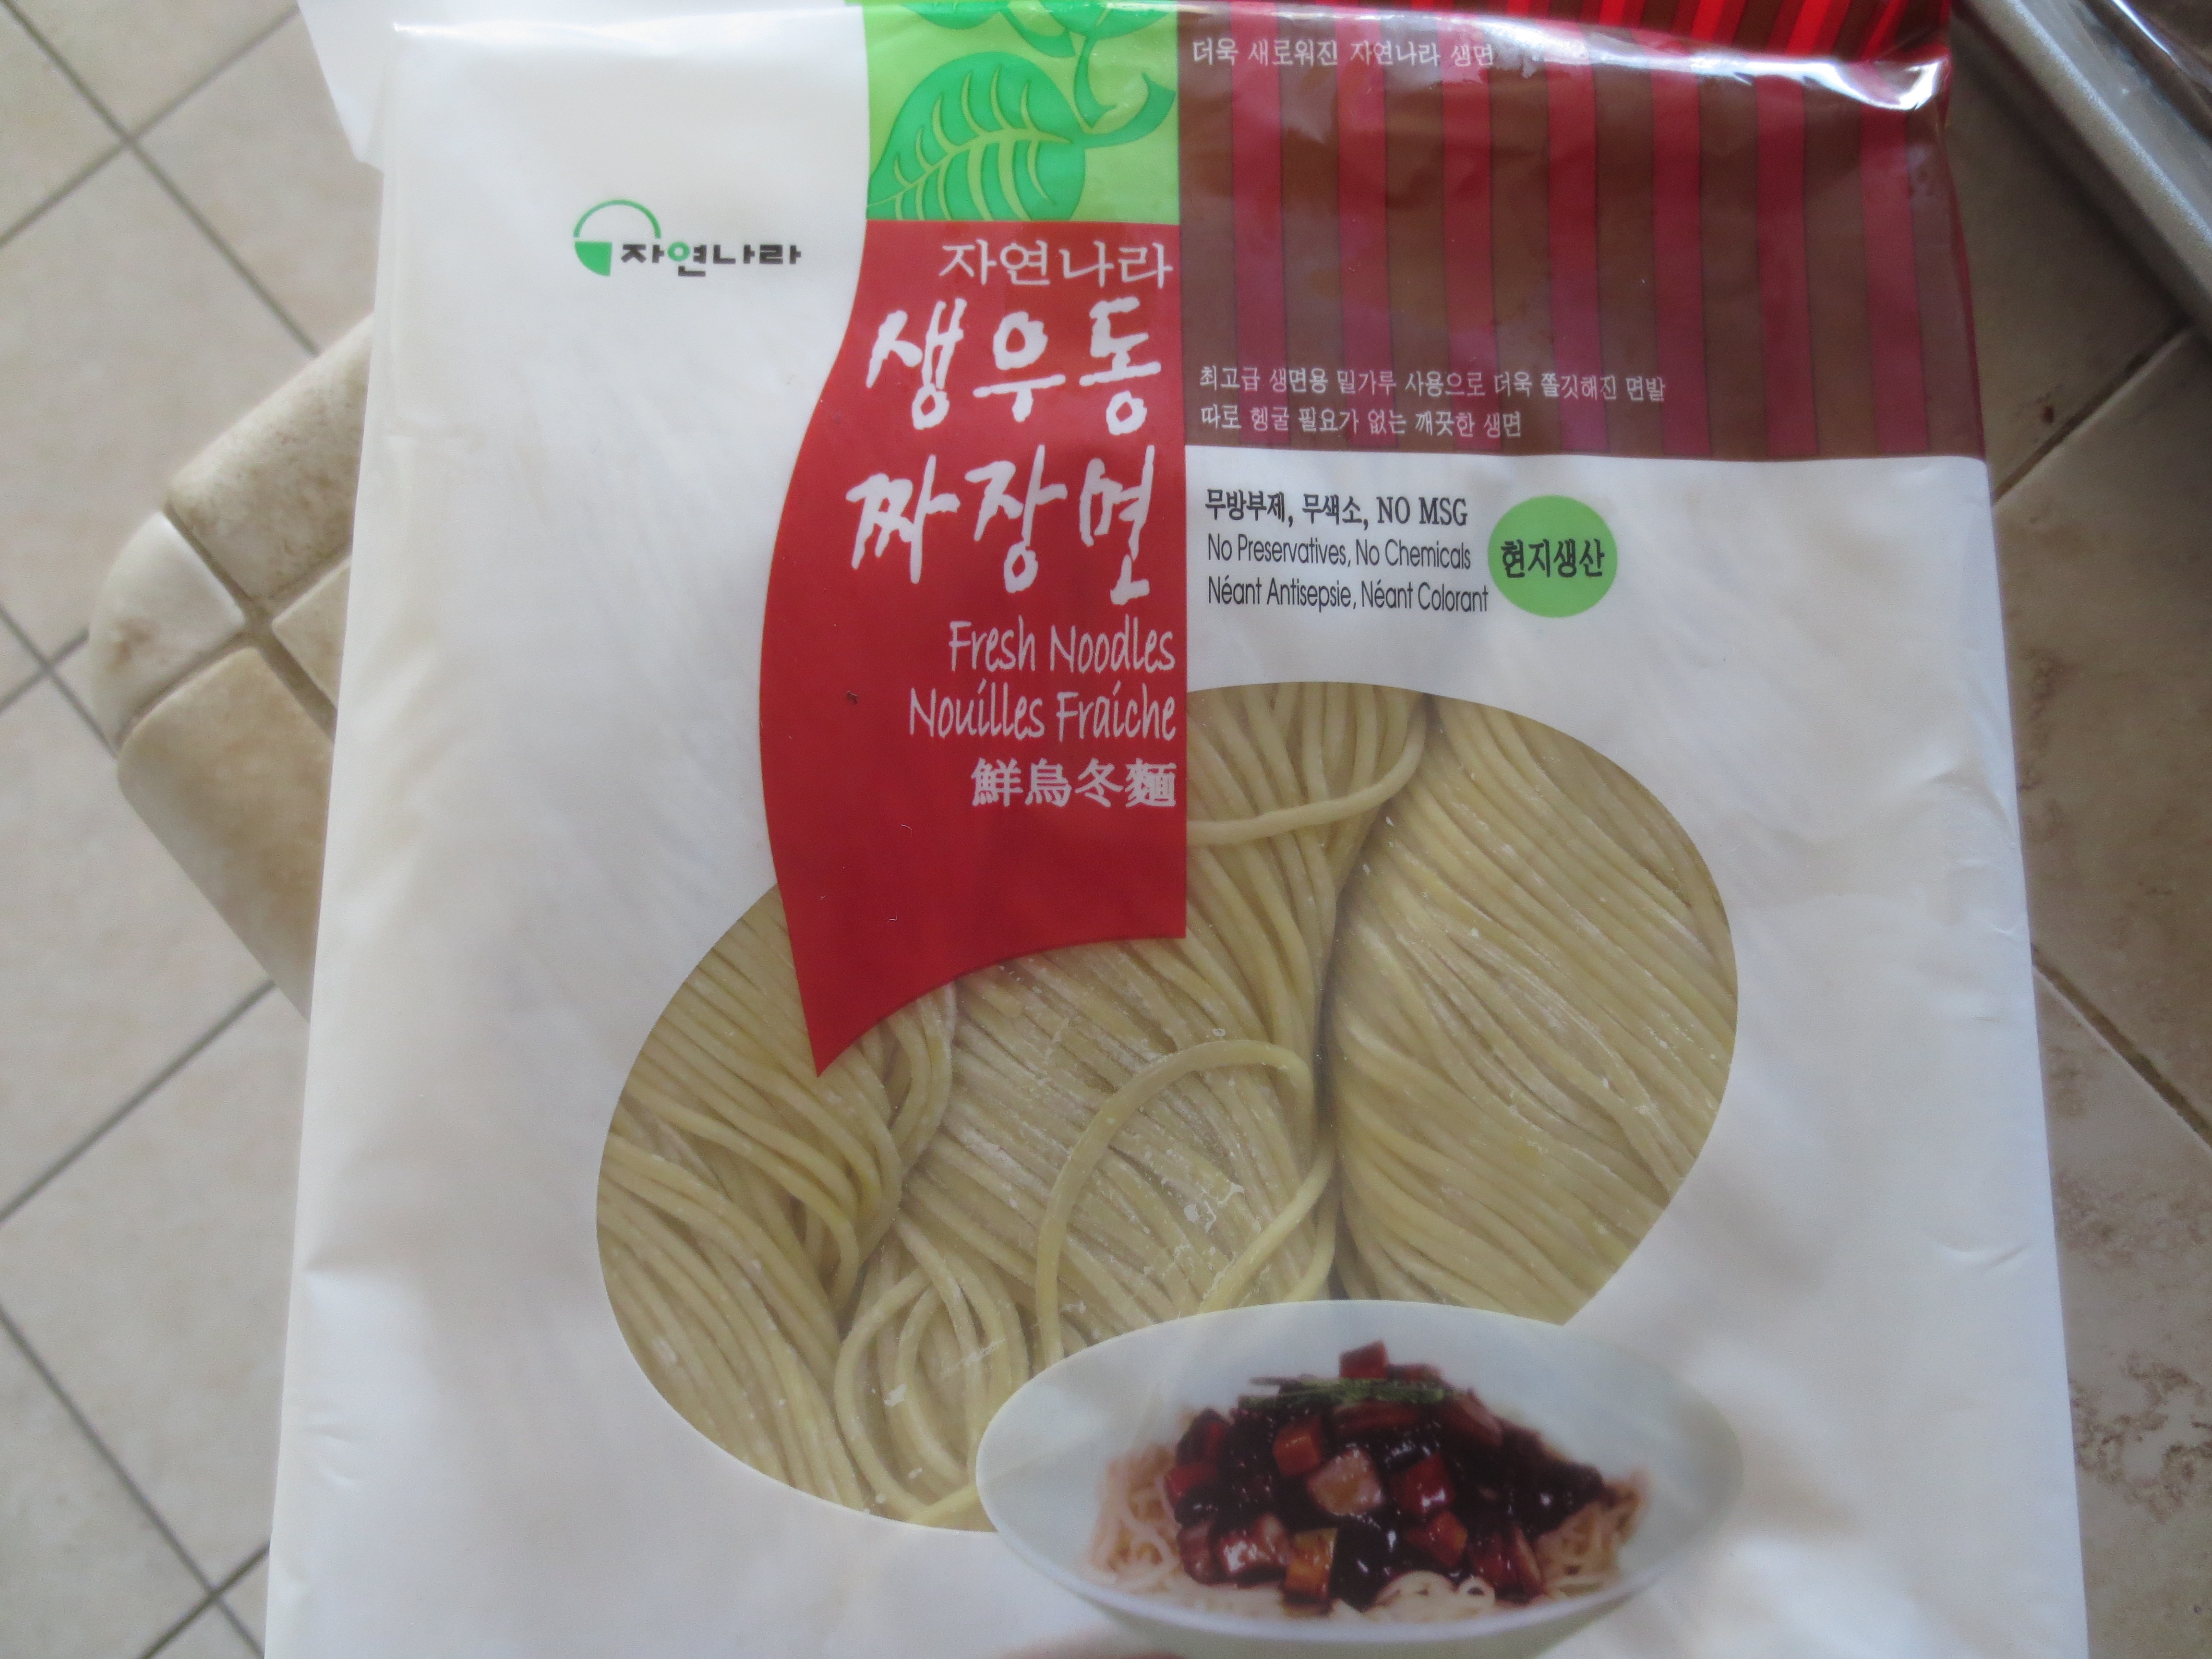 더욱 새로워진 자연나라 생면
자연나라
자연나라
생우동
짜장면
Fresh Noodles
Nouilles Fraíche
鮮烏冬麵
최고급 생면용 밀가루 사용으로 더욱 쫄깃해진 면발
따로 헹굴 필요가 없는 깨끗한 생면
무방부제, 무색소, NO MSG
No Preservatives, No Chemicals
Néant Antisepsie, Néant Colorant
현지생산